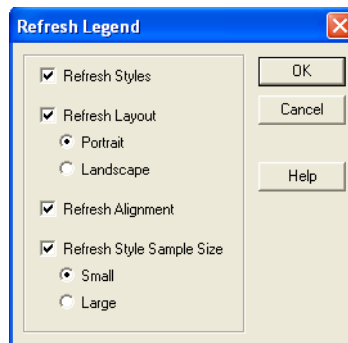 Refresh Legend
Refresh Styles
Refresh Layout
Portrait
Landscape
Refresh Alignment
Refresh Style Sample Size
Small
Large
OK
Cancel
Help